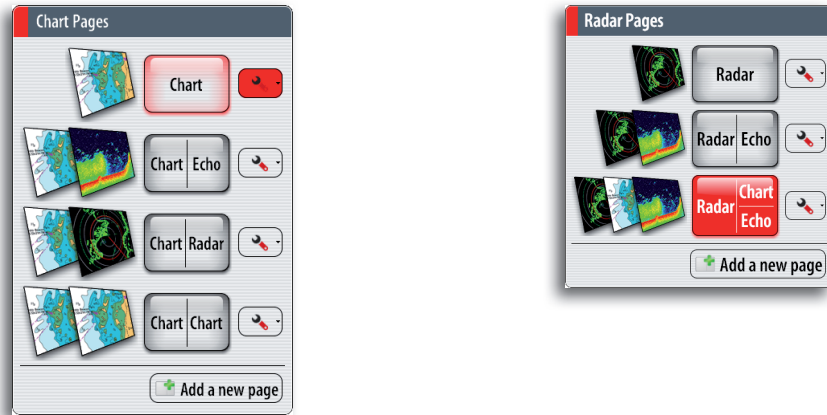 Chart Pages
Chart
Chart Echo
Chart Radar
Chart Chart
Add a new page
Radar Pages
Radar
Radar Echo
Radar Chart
Echo
Add a new page